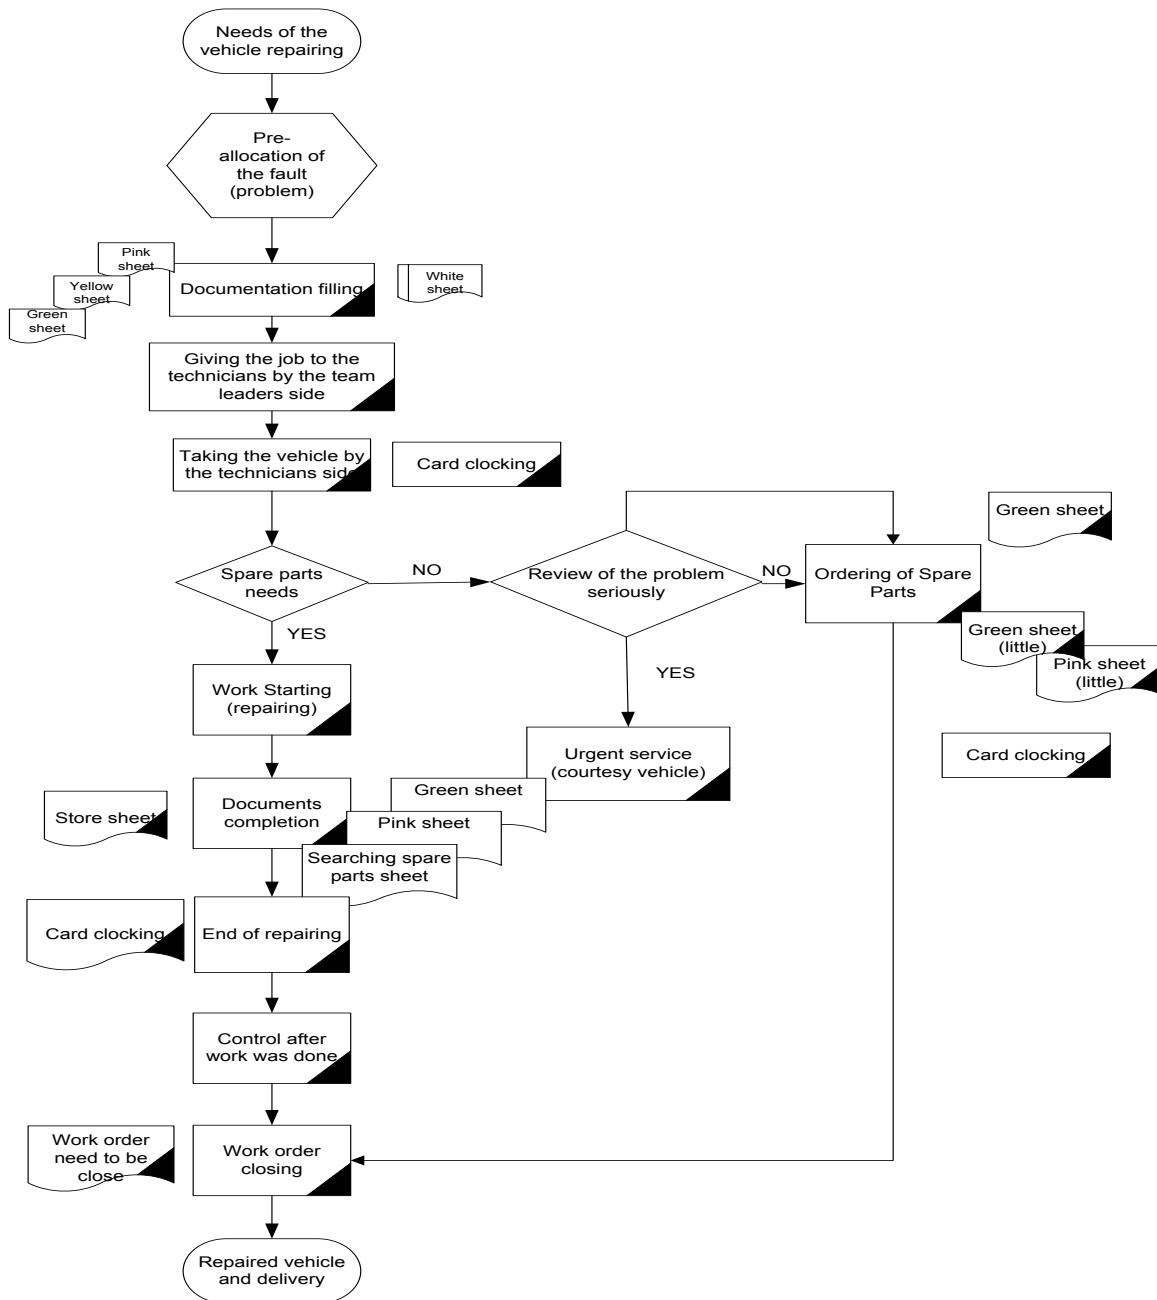 Needs of the
vehicle repairing
Pre-
allocation of
the fault
(problem)
Pink
sheet
Yellow
sheet
Green
sheet
Documentation filling
White
sheet
Giving the job to the
technicians by the team
leaders side
Taking the vehicle by
the technicians side
Card clocking
Spare parts
needs
NO
Review of the problem
seriously
NO
Ordering of Spare
Parts
Green sheet
Green sheet
(little)
Pink sheet
(little)
Card clocking
YES
YES
Work Starting
(repairing)
Urgent service
(courtesy vehicle)
Store sheet
Documents
completion
Green sheet
Pink sheet
Searching spare
parts sheet
Card clocking
End of repairing
Control after
work was done
Work order
need to be
close
Work order
closing
Repaired vehicle
and delivery